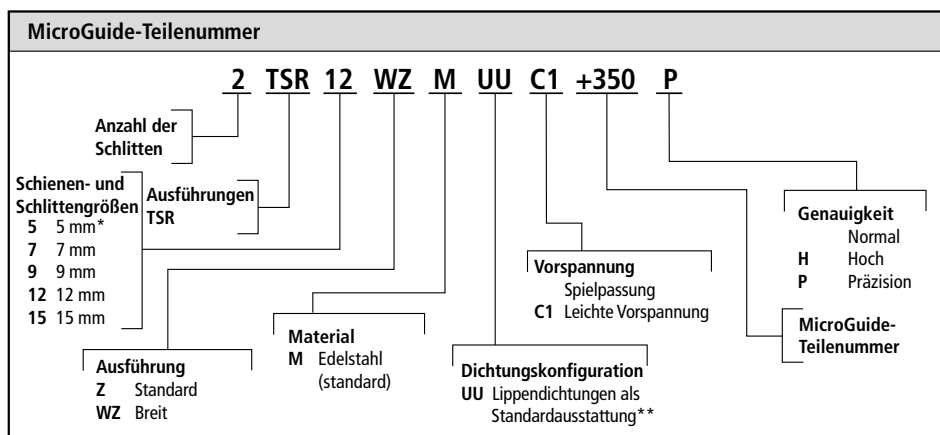 MicroGuide-Teilenummer
2 TSR 12 WZ M UU C1 +350 P
Anzahl der
Schlitten
Schienen- und
Schlittengrößen
5 5 mm*
7 7 mm
9 9 mm
12 12 mm
15 15 mm
Ausführungen
TSR
Ausführung
Z Standard
WZ Breit
Material
M Edelstahl
(standard)
Dichtungskonfiguration
UU Lippendichtungen als
Standardausstattung**
Vorspannung
Spielpassung
C1 Leichte Vorspannung
Genauigkeit
Normal
H Hoch
P Präzision
MicroGuide-
Teilenummer